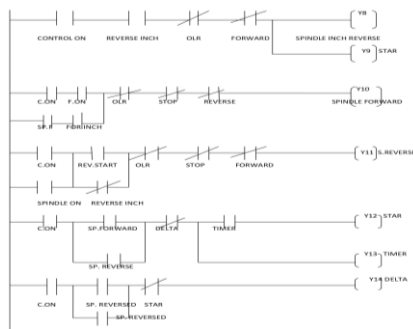 Y8
CONTROL ON REVERSE INCH OLR FORWARD SPINDLE INCH REVERSE
Y9 STAR
Y10
C.ON F.ON OLR STOP REVERSE SPINDLE FORWARD
SP.F FOR.INCH
Y11 S.REVERSE
C.ON REV.START OLR STOP FORWARD
SPINDLE ON REVERSE INCH
Y12 STAR
C.ON SP.FORWARD DELTA TIMER
Y13 TIMER
SP. REVERSE
Y14 DELTA
C.ON SP. REVERSED STAR
SP. REVERSED